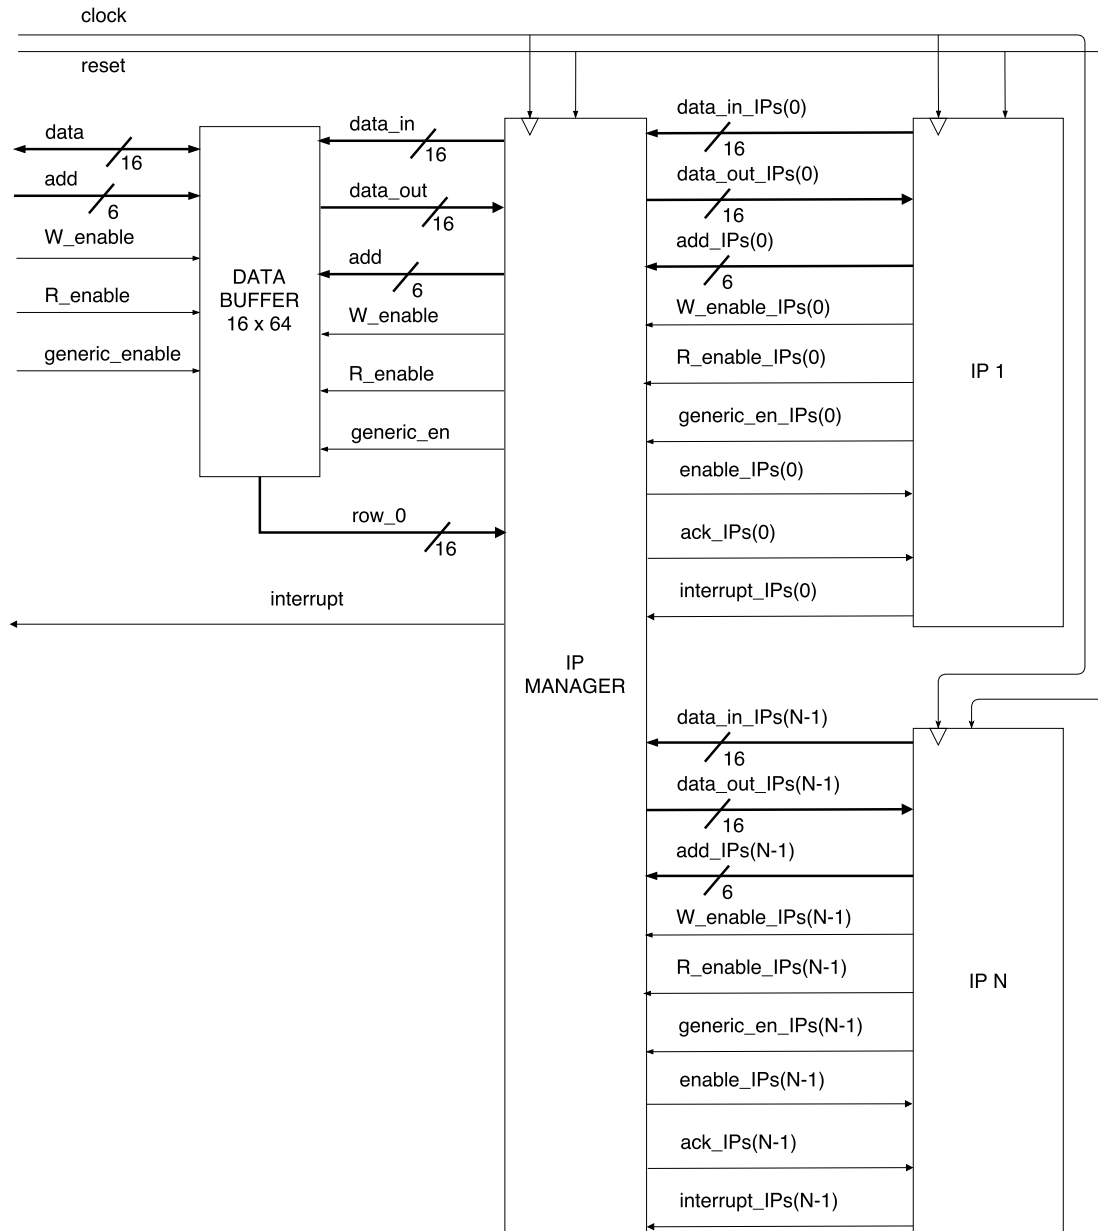 clock
reset
data
16
add
6
W_enable
R_enable
generic_enable
DATA
BUFFER
16 x 64
data_in
16
data_out
16
add
6
W_enable
R_enable
generic_en
row_0
16
interrupt
IP
MANAGER
data_in_IPs(0)
16
data_out_IPs(0)
16
add_IPs(0)
6
W_enable_IPs(0)
R_enable_IPs(0)
generic_en_IPs(0)
enable_IPs(0)
ack_IPs(0)
interrupt_IPs(0)
IP 1
data_in_IPs(N-1)
16
data_out_IPs(N-1)
16
add_IPs(N-1)
6
W_enable_IPs(N-1)
R_enable_IPs(N-1)
generic_en_IPs(N-1)
enable_IPs(N-1)
ack_IPs(N-1)
interrupt_IPs(N-1)
IP N